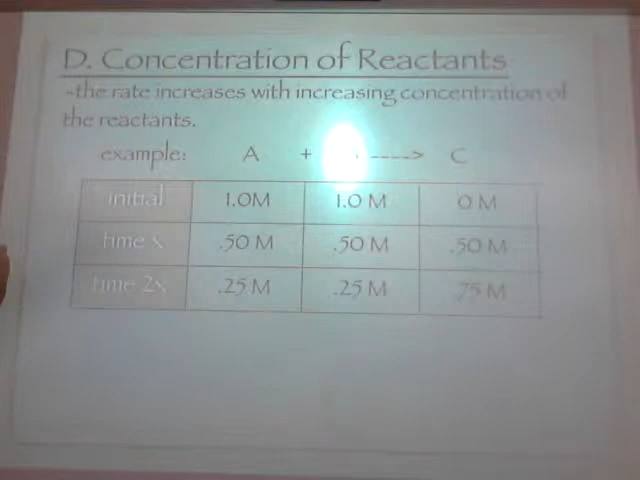 D. Concentration of Reactants
-the rate increases with increasing concentration of
the reactants.
example: A + ----> C
initial 1.0M 1.0 M 0 M
time x .50 M .50 M .50 M
time 2x .25 M .25 M .75 M